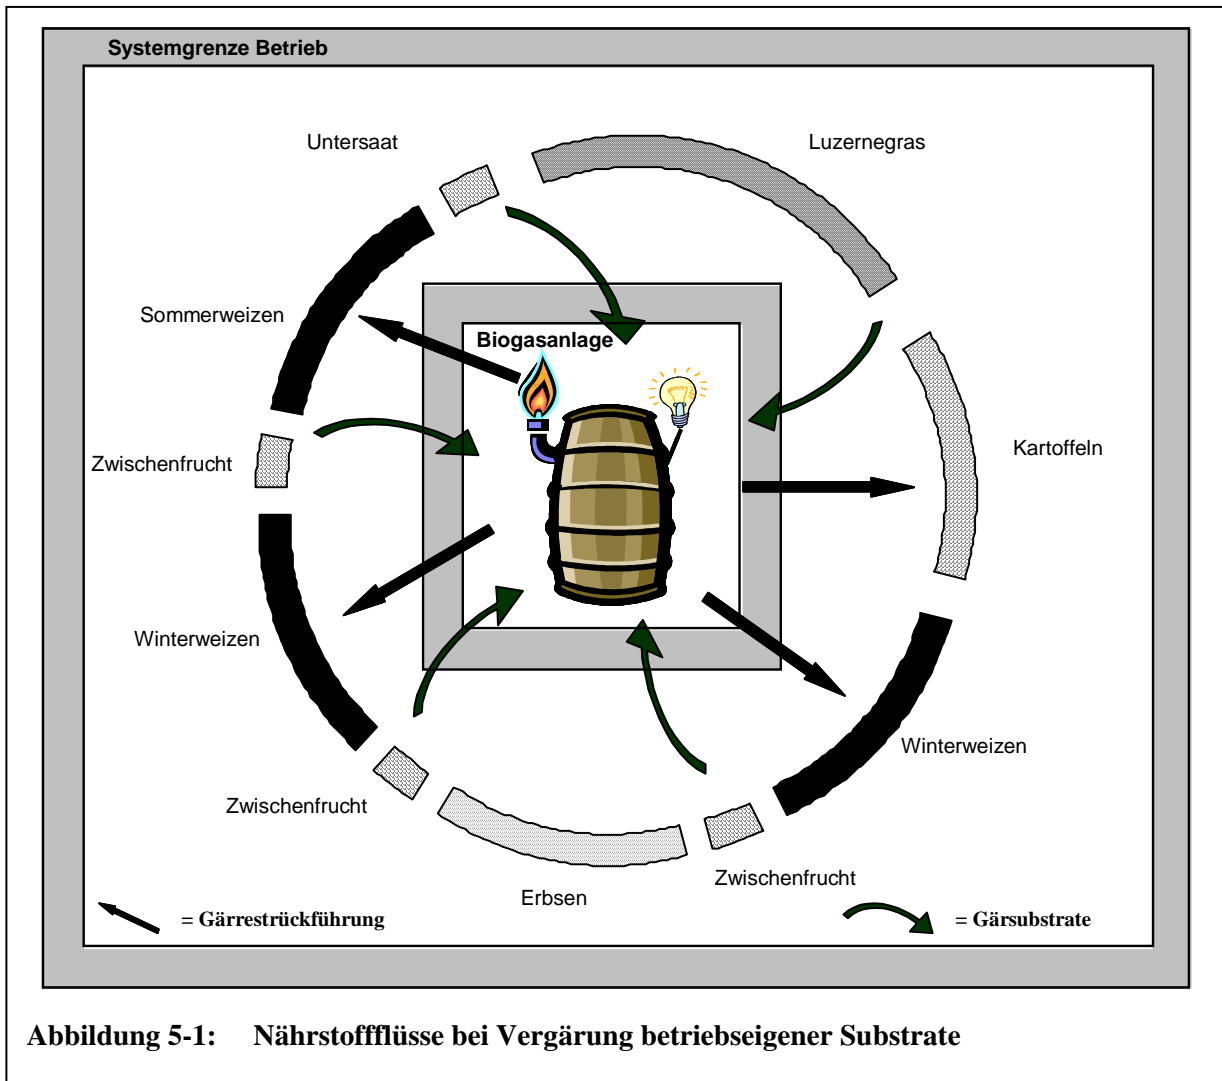 Systemgrenze Betrieb
Untersaat
Luzernegras
Sommerweizen
Biogasanlage
Kartoffeln
Zwischenfrucht
Winterweizen
Winterweizen
Zwischenfrucht
Zwischenfrucht
Erbsen
= Gärrestrückführung
= Gärsubstrate
Abbildung 5-1: Nährstoffflüsse bei Vergärung betriebseigener Substrate